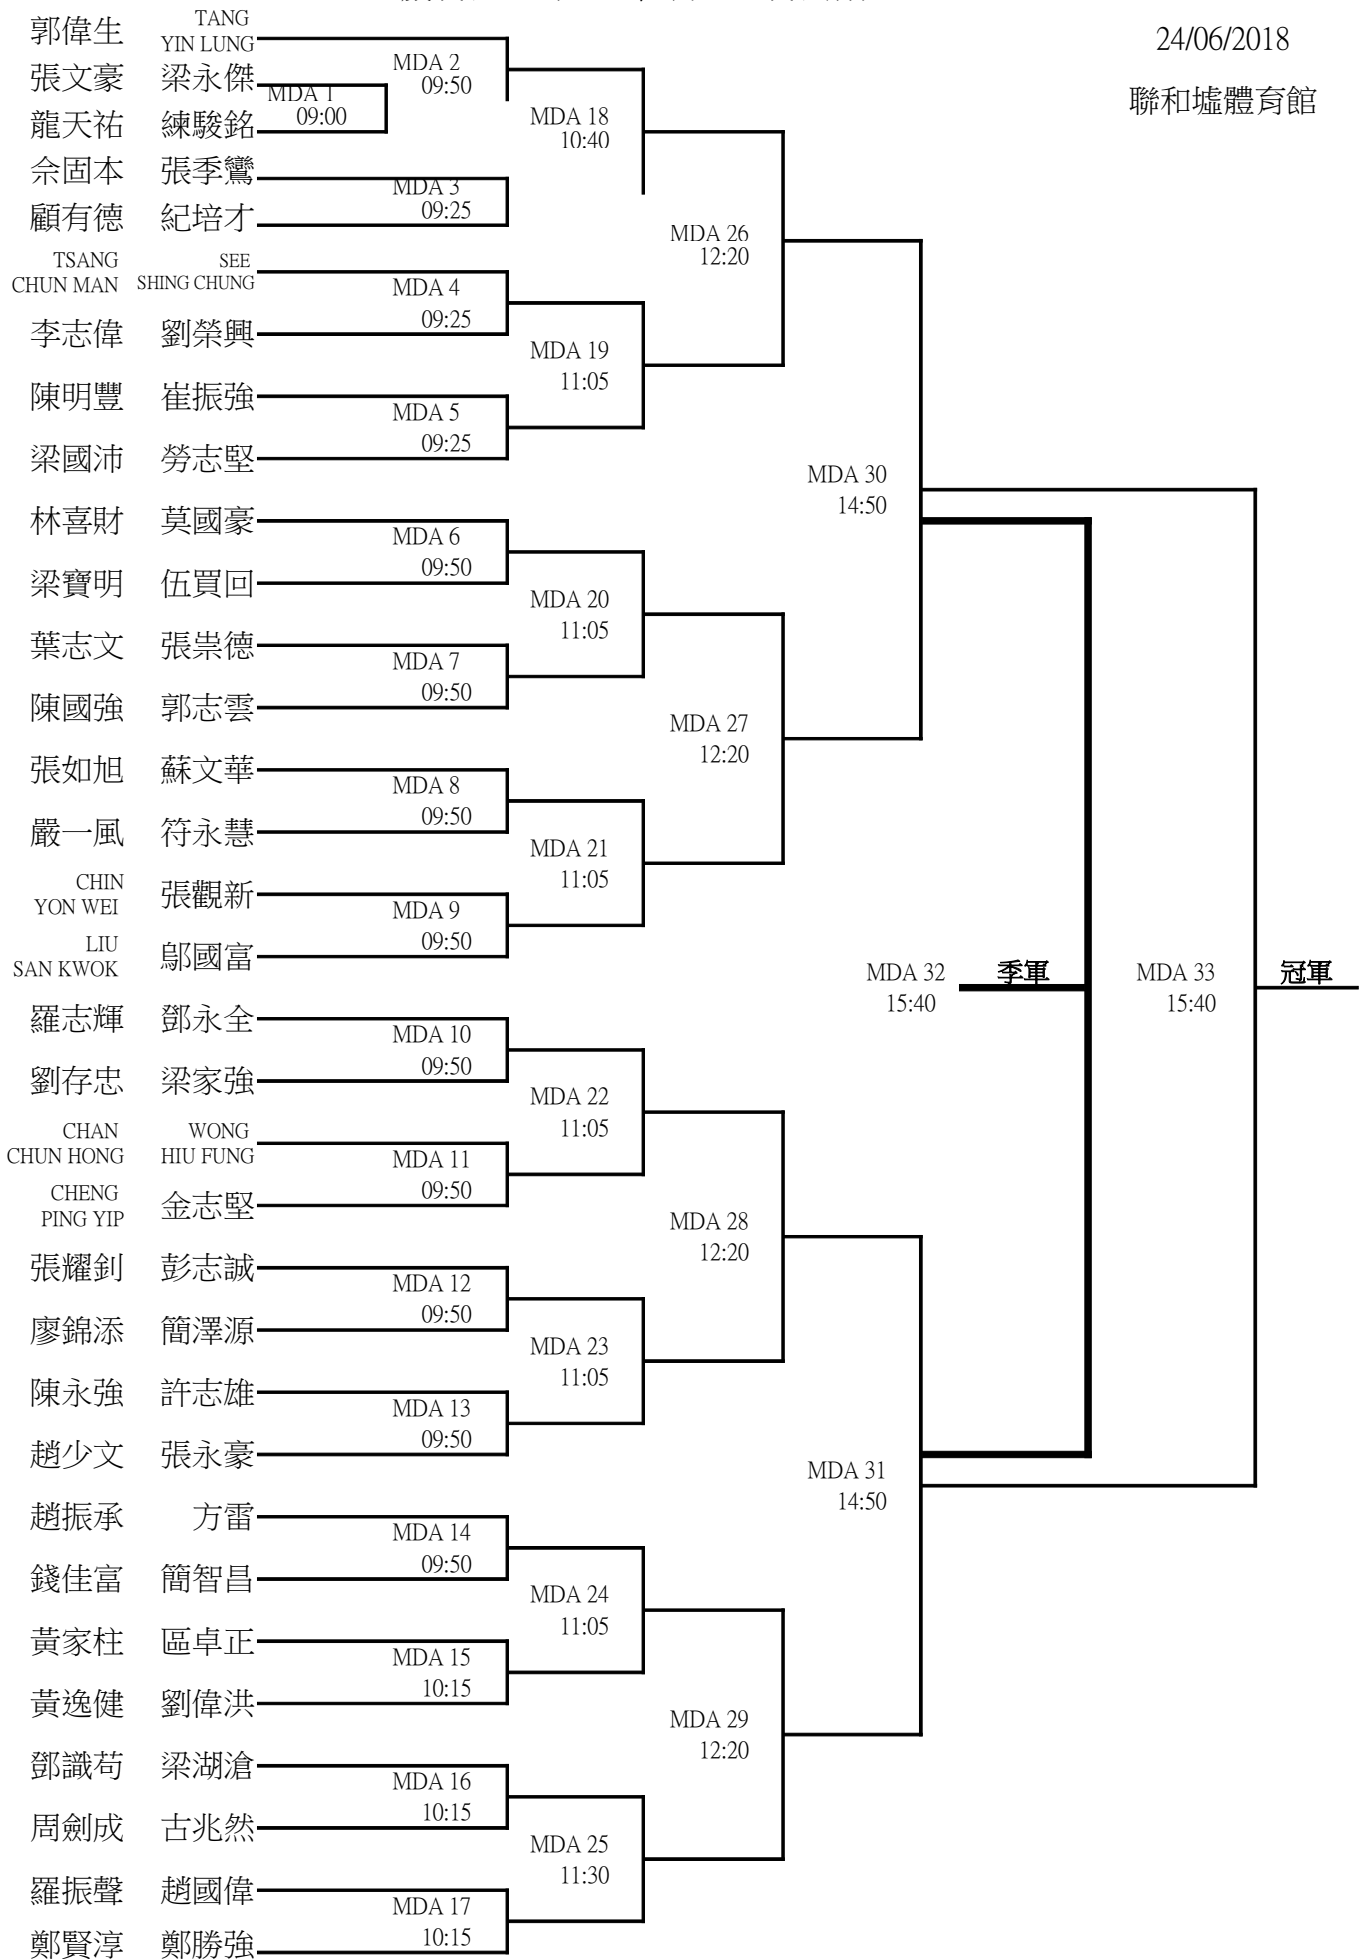 24/06/2018
聯和墟體育館
郭偉生 TANG YIN LUNG
MDA 2
09:50
張文豪 梁永傑
MDA 1
09:00
龍天祐 練駿銘
MDA 18
10:40
佘固本 張季鸞
MDA 3
09:25
顧有德 紀培才
MDA 26
12:20
TSANG CHUN MAN SEE SHING CHUNG
MDA 4
09:25
李志偉 劉榮興
MDA 19
11:05
陳明豐 崔振強
MDA 5
09:25
梁國沛 勞志堅
MDA 30
14:50
林喜財 莫國豪
MDA 6
09:50
梁寶明 伍買回
MDA 20
11:05
葉志文 張祟德
MDA 7
09:50
陳國強 郭志雲
MDA 27
12:20
張如旭 蘇文華
MDA 8
09:50
嚴一風 符永慧
MDA 21
11:05
CHIN YON WEI 張觀新
MDA 9
09:50
LIU SAN KWOK 鄔國富
MDA 32
15:40
季軍
MDA 33
15:40
冠軍
羅志輝 鄧永全
MDA 10
09:50
劉存忠 梁家強
MDA 22
11:05
CHAN CHUN HONG WONG HIU FUNG
MDA 11
09:50
CHENG PING YIP 金志堅
MDA 28
12:20
張耀釗 彭志誠
MDA 12
09:50
廖錦添 簡澤源
MDA 23
11:05
陳永強 許志雄
MDA 13
09:50
趙少文 張永豪
MDA 31
14:50
趙振承 方雷
MDA 14
09:50
錢佳富 簡智昌
MDA 24
11:05
黃家柱 區卓正
MDA 15
10:15
黃逸健 劉偉洪
MDA 29
12:20
鄧識苟 梁湖滄
MDA 16
10:15
周劍成 古兆然
MDA 25
11:30
羅振聲 趙國偉
MDA 17
10:15
鄭賢淳 鄭勝強